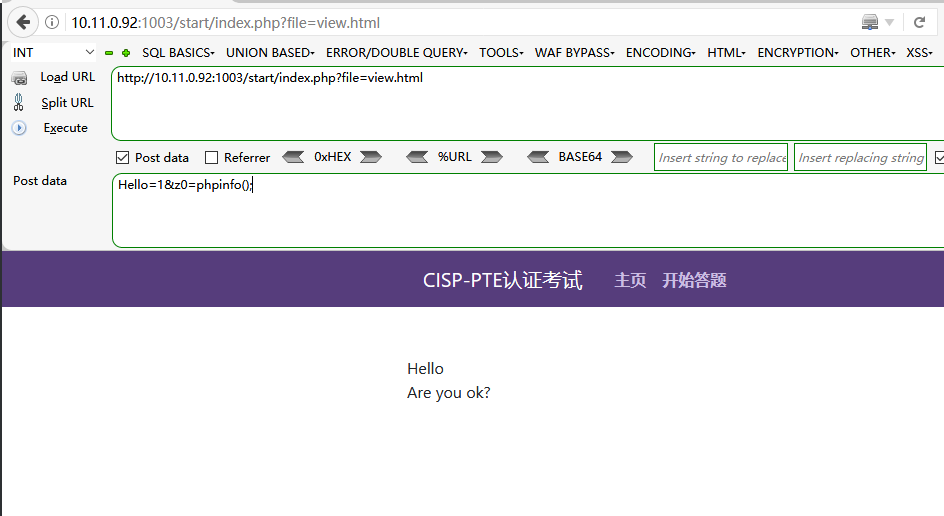 10.11.0.92:1003/start/index.php?file=view.html
INT SQL BASICS UNION BASED ERROR/DOUBLE QUERY TOOLS WAF BYPASS ENCODING HTML ENCRYPTION OTHER XSS
Load URL http://10.11.0.92:1003/start/index.php?file=view.html
Split URL
Execute
Post data Referrer 0xHEX %URL BASE64 Insert string to replace Insert replacing string
Post data Hello=1&z0=phpinfo();
CISP-PTE认证考试 主页 开始答题
Hello
Are you ok?